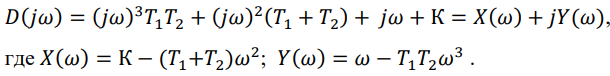 𝐷(𝑗𝜔) = (𝑗𝜔)³𝑇₁𝑇₂ + (𝑗𝜔)²(𝑇₁ + 𝑇₂) + 𝑗𝜔 + К = 𝑋(𝜔) + 𝑗𝑌(𝜔),
где 𝑋(𝜔) = К − (𝑇₁+𝑇₂)𝜔²; 𝑌(𝜔) = 𝜔 − 𝑇₁𝑇₂𝜔³ .